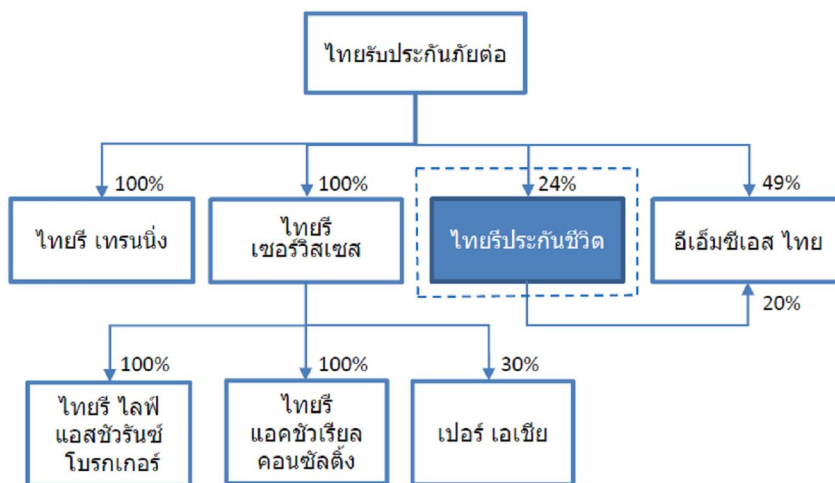 ไทยรับประกันภัยต่อ
100%
100%
24%
49%
ไทยรี เทรนนิ่ง
ไทยรี
เซอร์วิสเซส
ไทยรีประกันชีวิต
อีเอ็มซีเอส ไทย
20%
100%
100%
30%
ไทยรี ไลฟ์
แอสชัวรันซ์
โบรกเกอร์
ไทยรี
แอคชัวเรียล
คอนซัลติ้ง
เปอร์ เอเชีย